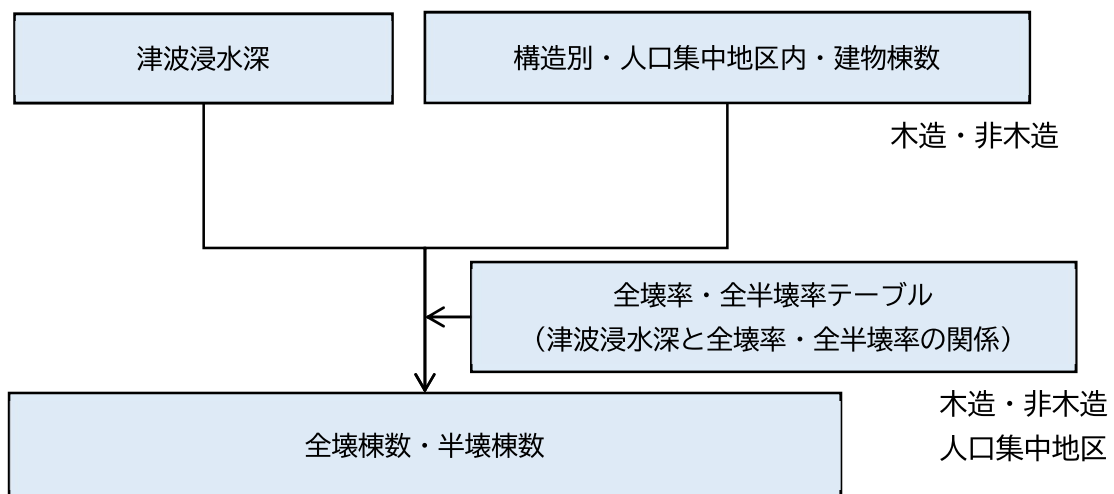 津波浸水深
構造別・人口集中地区内・建物棟数
木造・非木造
全壊率・全半壊率テーブル
（津波浸水深と全壊率・全半壊率の関係）
木造・非木造
人口集中地区
全壊棟数・半壊棟数